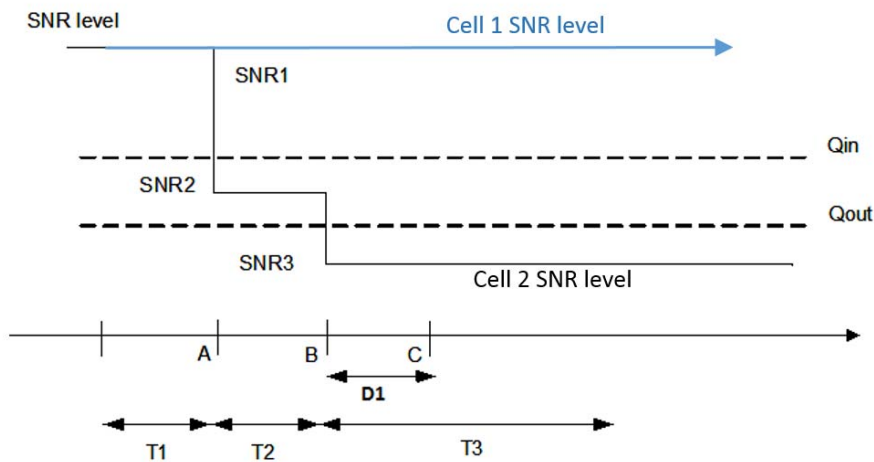 SNR level
Cell 1 SNR level
SNR1
Qin
SNR2
Qout
SNR3
Cell 2 SNR level
A
B
C
D1
T1
T2
T3